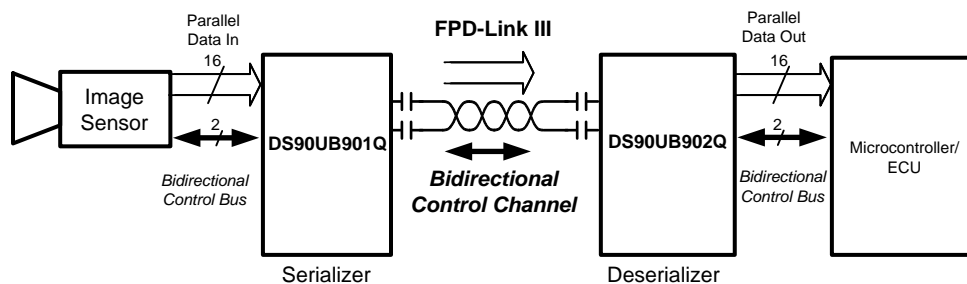 Parallel
Data In
16
2
Bidirectional
Control Bus
Image
Sensor
DS90UB901Q
Serializer
FPD-Link III
Bidirectional
Control Channel
DS90UB902Q
Deserializer
Parallel
Data Out
16
2
Bidirectional
Control Bus
Microcontroller/
ECU